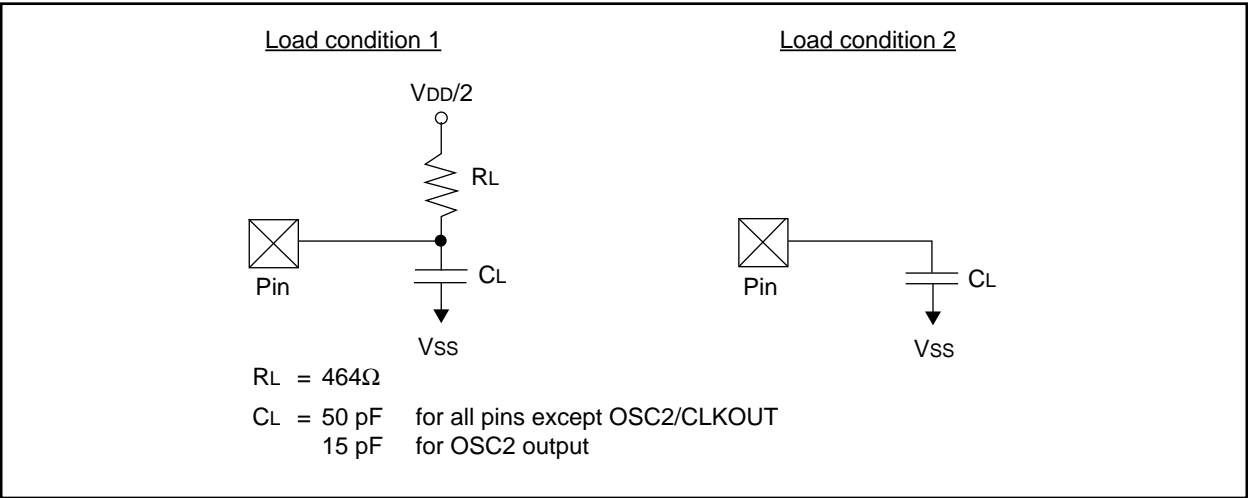 Load condition 1
VDD/2
RL
Pin
CL
VSS
Load condition 2
Pin
CL
VSS
RL = 464Ω
CL = 50 pF for all pins except OSC2/CLKOUT
15 pF for OSC2 output